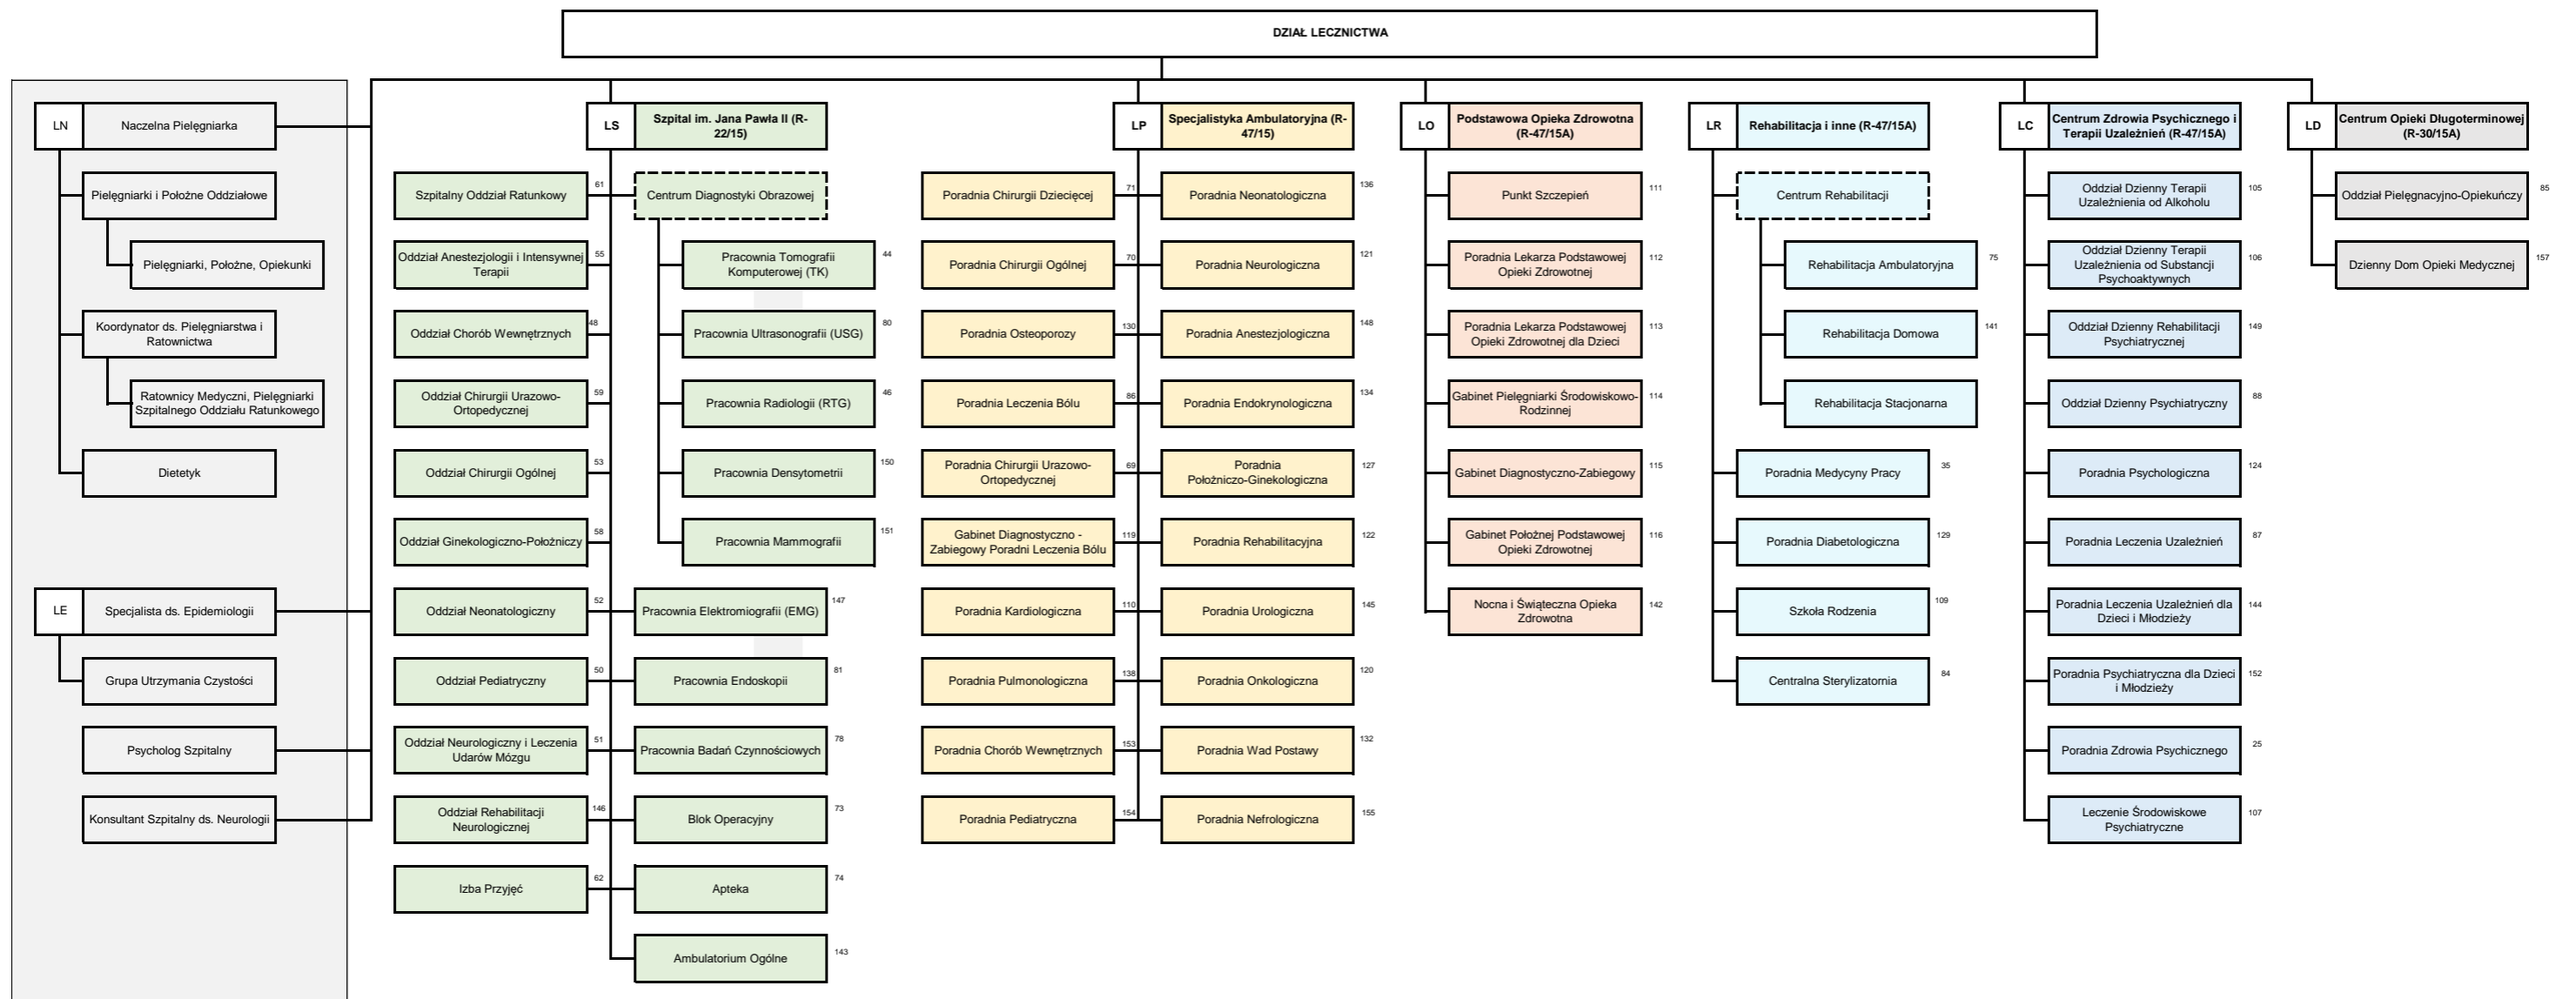 DZIAŁ LECZNICTWA
LN
Naczelna Pielęgniarka
Pielęgniarki i Położne Oddziałowe
Pielęgniarki, Położne, Opiekunki
Koordynator ds. Pielęgniarstwa i
Ratownictwa
Ratownicy Medyczni, Pielęgniarki
Szpitalnego Oddziału Ratunkowego
Dietetyk
LE
Specjalista ds. Epidemiologii
Grupa Utrzymania Czystości
Psycholog Szpitalny
Konsultant Szpitalny ds. Neurologii
LS
Szpital im. Jana Pawła II (R-
22/15)
Szpitalny Oddział Ratunkowy
61
Oddział Anestezjologii i Intensywnej
Terapii
55
Oddział Chorób Wewnętrznych
48
Oddział Chirurgii Urazowo-
Ortopedycznej
59
Oddział Chirurgii Ogólnej
53
Oddział Ginekologiczno-Położniczy
58
Oddział Neonatologiczny
52
Oddział Pediatryczny
50
Oddział Neurologiczny i Leczenia
Udarów Mózgu
51
Oddział Rehabilitacji
Neurologicznej
146
Izba Przyjęć
62
Centrum Diagnostyki Obrazowej
Pracownia Tomografii
Komputerowej (TK)
44
Pracownia Ultrasonografii (USG)
80
Pracownia Radiologii (RTG)
46
Pracownia Densytometrii
150
Pracownia Mammografii
151
Pracownia Elektromiografii (EMG)
147
Pracownia Endoskopii
81
Pracownia Badań Czynnościowych
78
Blok Operacyjny
73
Apteka
74
Ambulatorium Ogólne
143
LP
Specjalistyka Ambulatoryjna (R-
47/15)
Poradnia Chirurgii Dziecięcej
71
Poradnia Chirurgii Ogólnej
70
Poradnia Osteoporozy
130
Poradnia Leczenia Bólu
86
Poradnia Chirurgii Urazowo-
Ortopedycznej
69
Gabinet Diagnostyczno -
Zabiegowy Poradni Leczenia Bólu
119
Poradnia Kardiologiczna
110
Poradnia Pulmonologiczna
138
Poradnia Chorób Wewnętrznych
153
Poradnia Pediatryczna
154
Poradnia Neonatologiczna
136
Poradnia Neurologiczna
121
Poradnia Anestezjologiczna
148
Poradnia Endokrynologiczna
134
Poradnia
Położniczo-Ginekologiczna
127
Poradnia Rehabilitacyjna
122
Poradnia Urologiczna
145
Poradnia Onkologiczna
120
Poradnia Wad Postawy
132
Poradnia Nefrologiczna
155
LO
Podstawowa Opieka Zdrowotna
(R-47/15A)
Punkt Szczepień
111
Poradnia Lekarza Podstawowej
Opieki Zdrowotnej
112
Poradnia Lekarza Podstawowej
Opieki Zdrowotnej dla Dzieci
113
Gabinet Pielęgniarki Środowiskowo-
Rodzinnej
114
Gabinet Diagnostyczno-Zabiegowy
115
Gabinet Położnej Podstawowej
Opieki Zdrowotnej
116
Nocna i Świąteczna Opieka
Zdrowotna
142
LR
Rehabilitacja i inne (R-47/15A)
Centrum Rehabilitacji
Rehabilitacja Ambulatoryjna
75
Rehabilitacja Domowa
141
Rehabilitacja Stacjonarna
Poradnia Medycyny Pracy
35
Poradnia Diabetologiczna
129
Szkoła Rodzenia
109
Centralna Sterylizatornia
84
LC
Centrum Zdrowia Psychicznego i
Terapii Uzależnień (R-47/15A)
Oddział Dzienny Terapii
Uzależnienia od Alkoholu
105
Oddział Dzienny Terapii
Uzależnienia od Substancji
Psychoaktywnych
106
Oddział Dzienny Rehabilitacji
Psychiatrycznej
149
Oddział Dzienny Psychiatryczny
88
Poradnia Psychologiczna
124
Poradnia Leczenia Uzależnień
87
Poradnia Leczenia Uzależnień dla
Dzieci i Młodzieży
144
Poradnia Psychiatryczna dla Dzieci
i Młodzieży
152
Poradnia Zdrowia Psychicznego
25
Leczenie Środowiskowe
Psychiatryczne
107
LD
Centrum Opieki Długoterminowej
(R-30/15A)
Oddział Pielęgnacyjno-Opiekuńczy
85
Dzienny Dom Opieki Medycznej
157